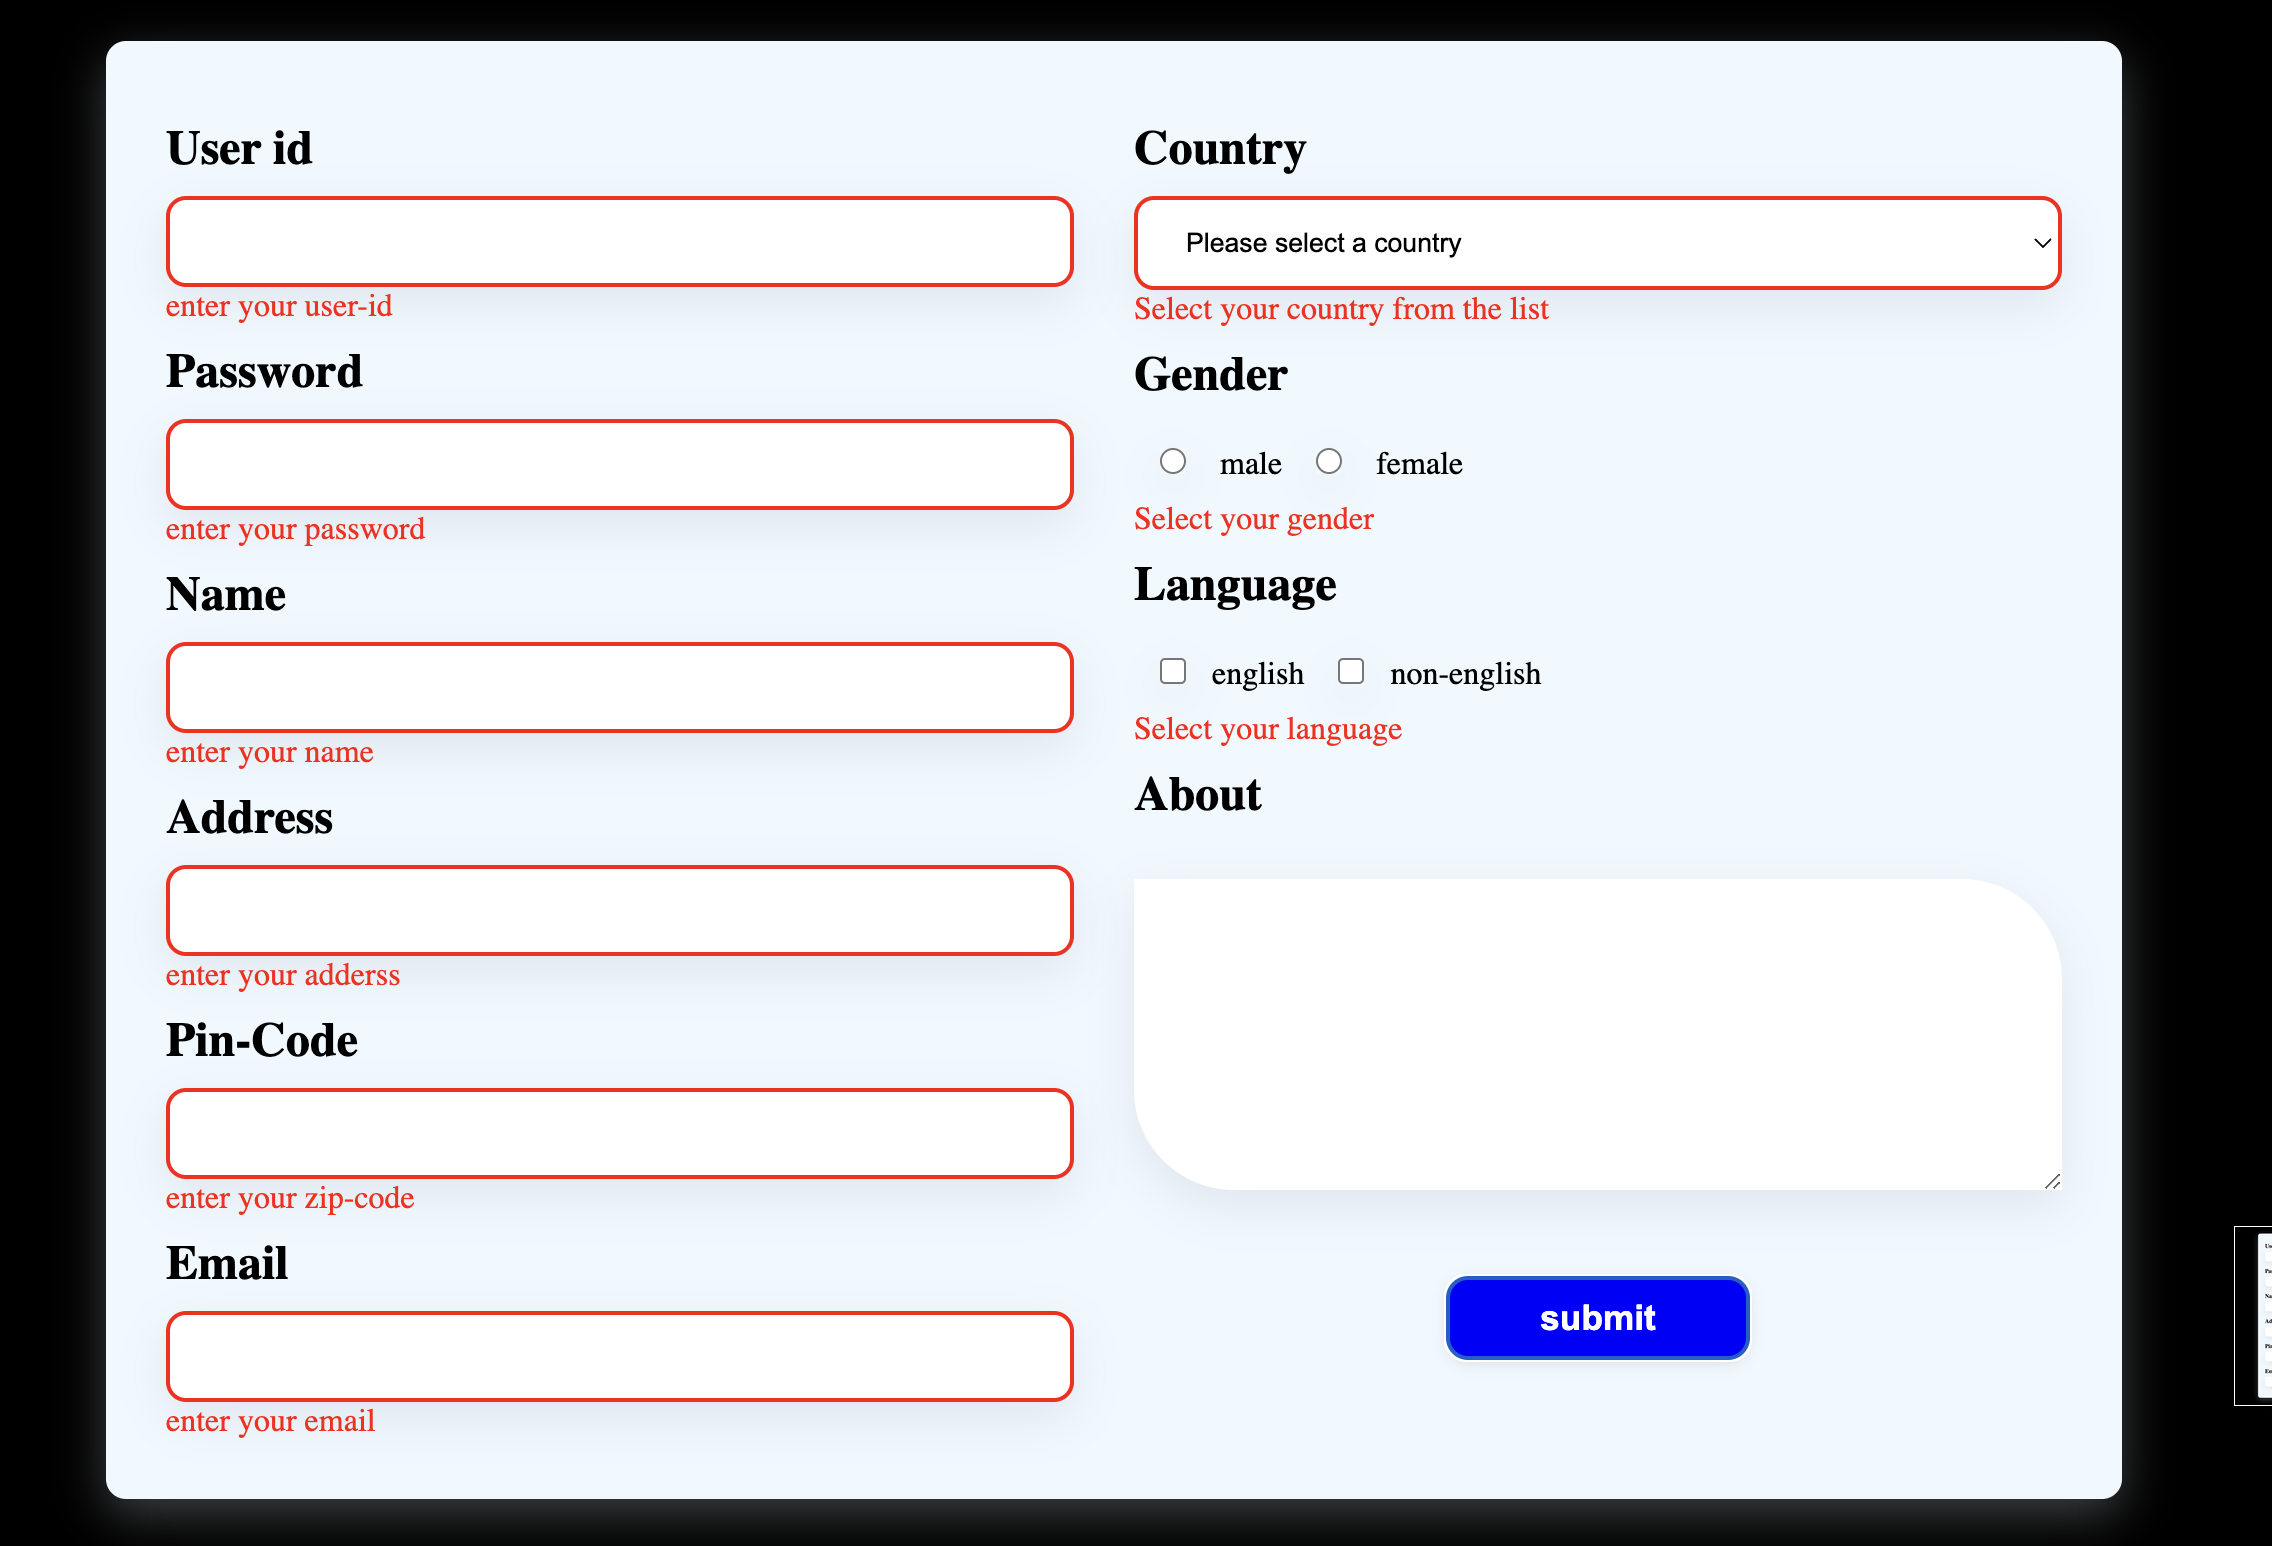 User id
enter your user-id
Password
enter your password
Name
enter your name
Address
enter your adderss
Pin-Code
enter your zip-code
Email
enter your email
Country
Please select a country
Select your country from the list
Gender
male female
Select your gender
Language
english non-english
Select your language
About
submit